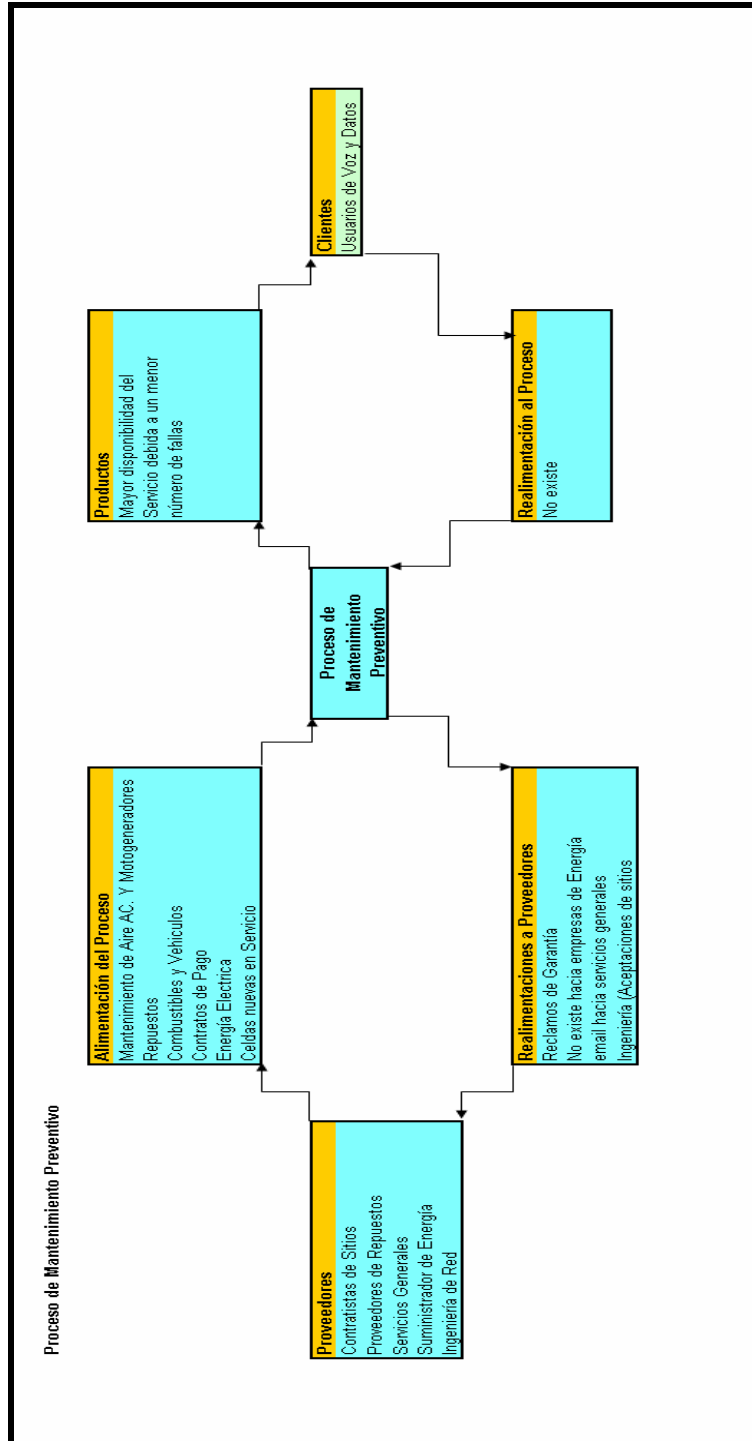 Proceso de Mantenimiento Preventivo
Proveedores
Contratistas de Sitios
Proveedores de Repuestos
Servicios Generales
Suministrador de Energía
Ingeniería de Red
Alimentación del Proceso
Mantenimiento de Aire AC. Y Motogeneradores
Repuestos
Combustibles y Vehículos
Contratos de Pago
Energía Electrica
Celdas nuevas en Servicio
Realimentaciones a Proveedores
Reclamos de Garantía
No existe hacia empresas de Energía
email hacia servicios generales
Ingeniería (Aceptaciones de sitios
Proceso de
Mantenimiento
Preventivo
Productos
Mayor disponibilidad del
Servicio debida a un menor
número de fallas
Realimentación al Proceso
No existe
Clientes
Usuarios de Voz y Datos